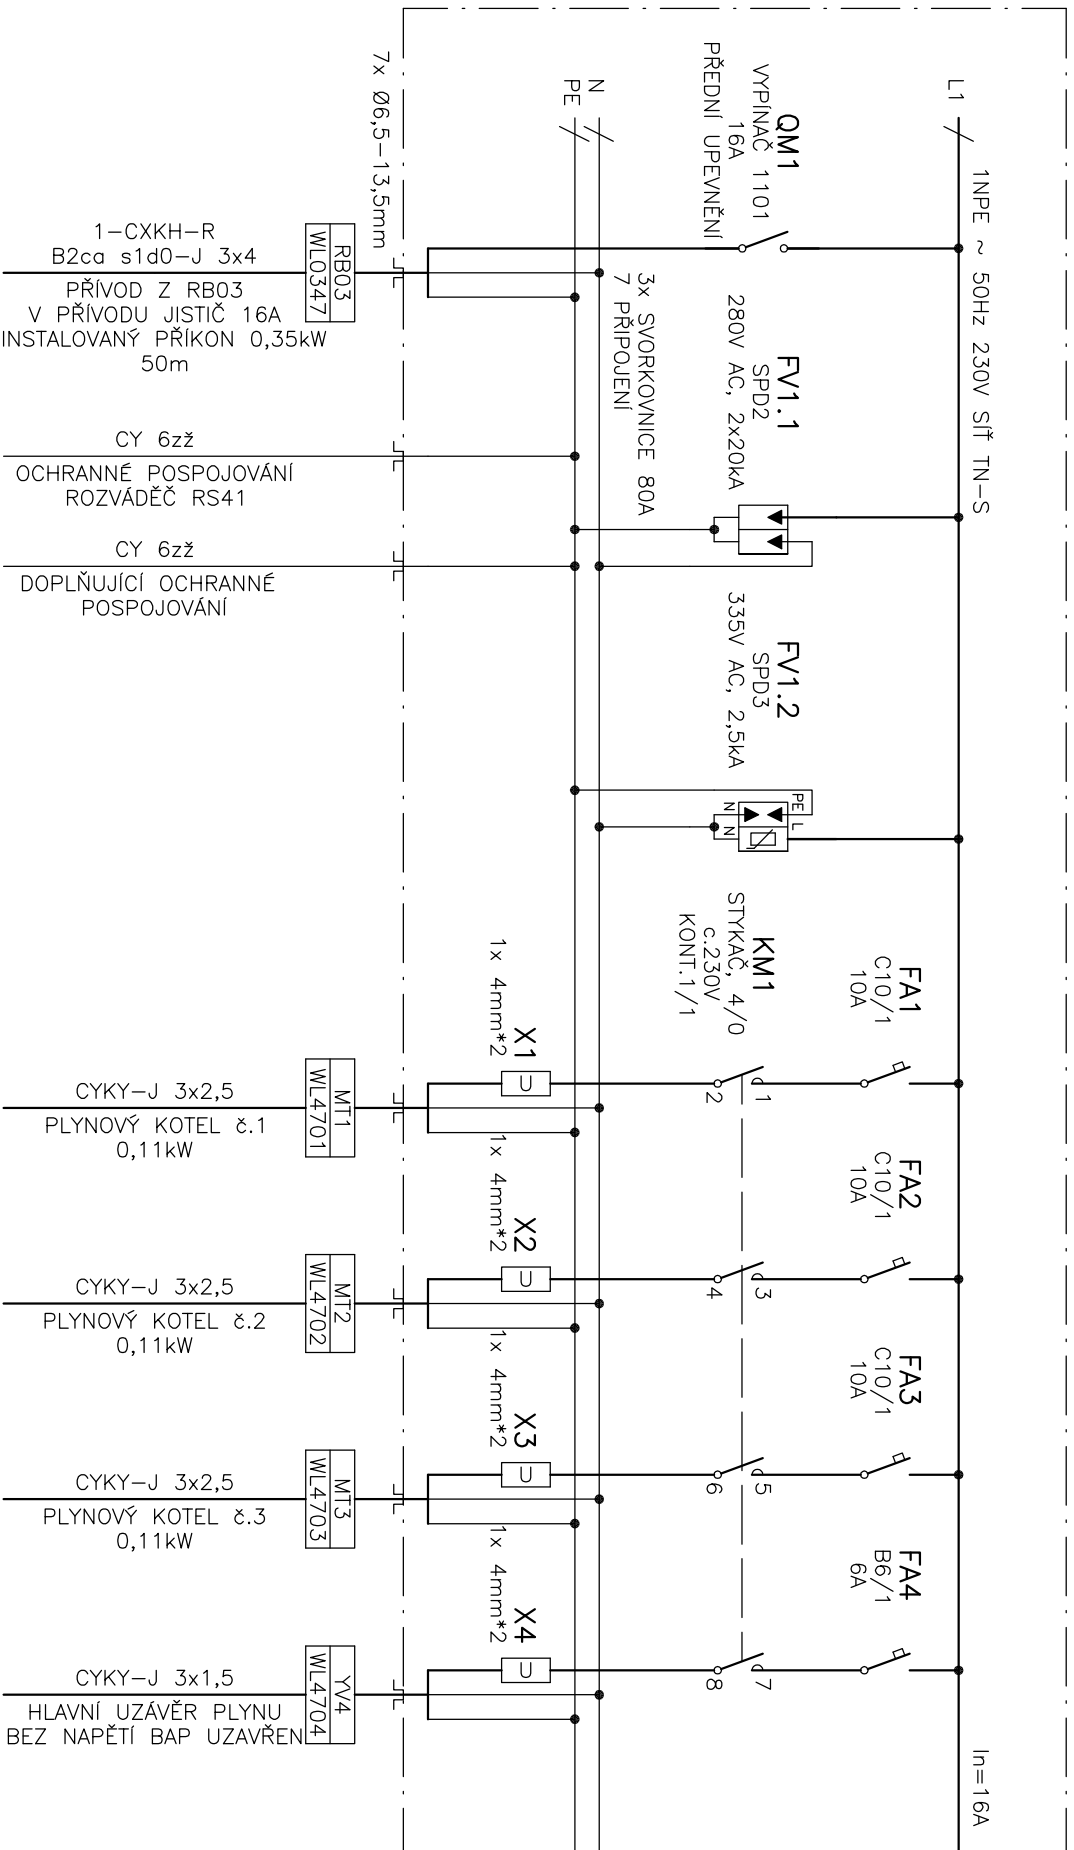 L1
1NPE ~ 50Hz 230V SÍŤ TN-S
In=16A
N
PE
QM1
VYPÍNAČ 1101
16A
PŘEDNÍ UPEVNĚNÍ
FV1.1
SPD2
280V AC, 2x20kA
3x SVORKOVNICE 80A
7 PŘIPOJENÍ
FV1.2
SPD3
335V AC, 2,5kA
PE
L
N
N
KM1
STYKAČ, 4/0
c.230V
KONT.1/1
FA1
C10/1
10A
FA2
C10/1
10A
FA3
C10/1
10A
FA4
B6/1
6A
1
2
3
4
5
6
7
8
X1
1x 4mm*2
U
X2
1x 4mm*2
U
X3
1x 4mm*2
U
X4
1x 4mm*2
U
7x Ø6,5-13,5mm
RB03
WL0347
1-CXKH-R
B2ca s1d0-J 3x4
PŘÍVOD Z RB03
V PŘÍVODU JISTIČ 16A
INSTALOVANÝ PŘÍKON 0,35kW
50m
CY 6zž
OCHRANNÉ POSPOJOVÁNÍ
ROZVÁDĚČ RS41
CY 6zž
DOPLŇUJÍCÍ OCHRANNÉ
POSPOJOVÁNÍ
MT1
WL4701
CYKY-J 3x2,5
PLYNOVÝ KOTEL č.1
0,11kW
MT2
WL4702
CYKY-J 3x2,5
PLYNOVÝ KOTEL č.2
0,11kW
MT3
WL4703
CYKY-J 3x2,5
PLYNOVÝ KOTEL č.3
0,11kW
YV4
WL4704
CYKY-J 3x1,5
HLAVNÍ UZÁVĚR PLYNU
BEZ NAPĚTÍ BAP UZAVŘEN